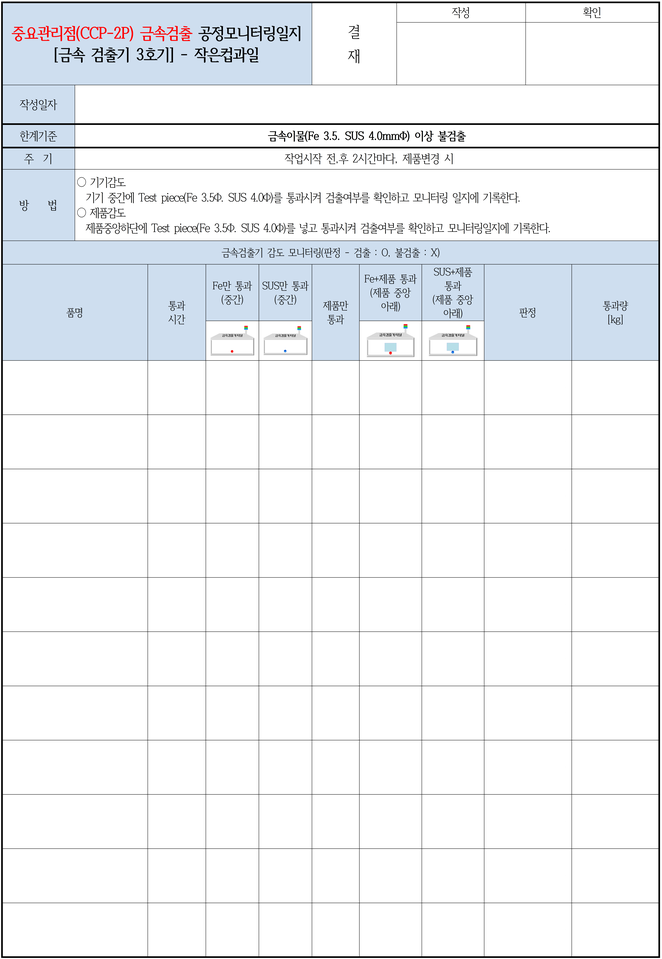 중요관리점(CCP-2P) 금속검출 공정모니터링일지
[금속 검출기 3호기] - 작은컵과일
결
재
작성
확인
작성일자
한계기준
금속이물(Fe 3.5. SUS 4.0mmΦ) 이상 불검출
주 기
작업시작 전.후 2시간마다. 제품변경 시
방 법
○ 기기감도
기기 중간에 Test piece(Fe 3.5Φ. SUS 4.0Φ)를 통과시켜 검출여부를 확인하고 모니터링 일지에 기록한다.
○ 제품감도
제품중앙하단에 Test piece(Fe 3.5Φ. SUS 4.0Φ)를 넣고 통과시켜 검출여부를 확인하고 모니터링일지에 기록한다.
금속검출기 감도 모니터링(판정 - 검출 : O. 불검출 : X)
품명
통과
시간
Fe만 통과
(중간)
SUS만 통과
(중간)
제품만
통과
Fe+제품 통과
(제품 중앙
아래)
SUS+제품
통과
(제품 중앙
아래)
판정
통과량
[kg]